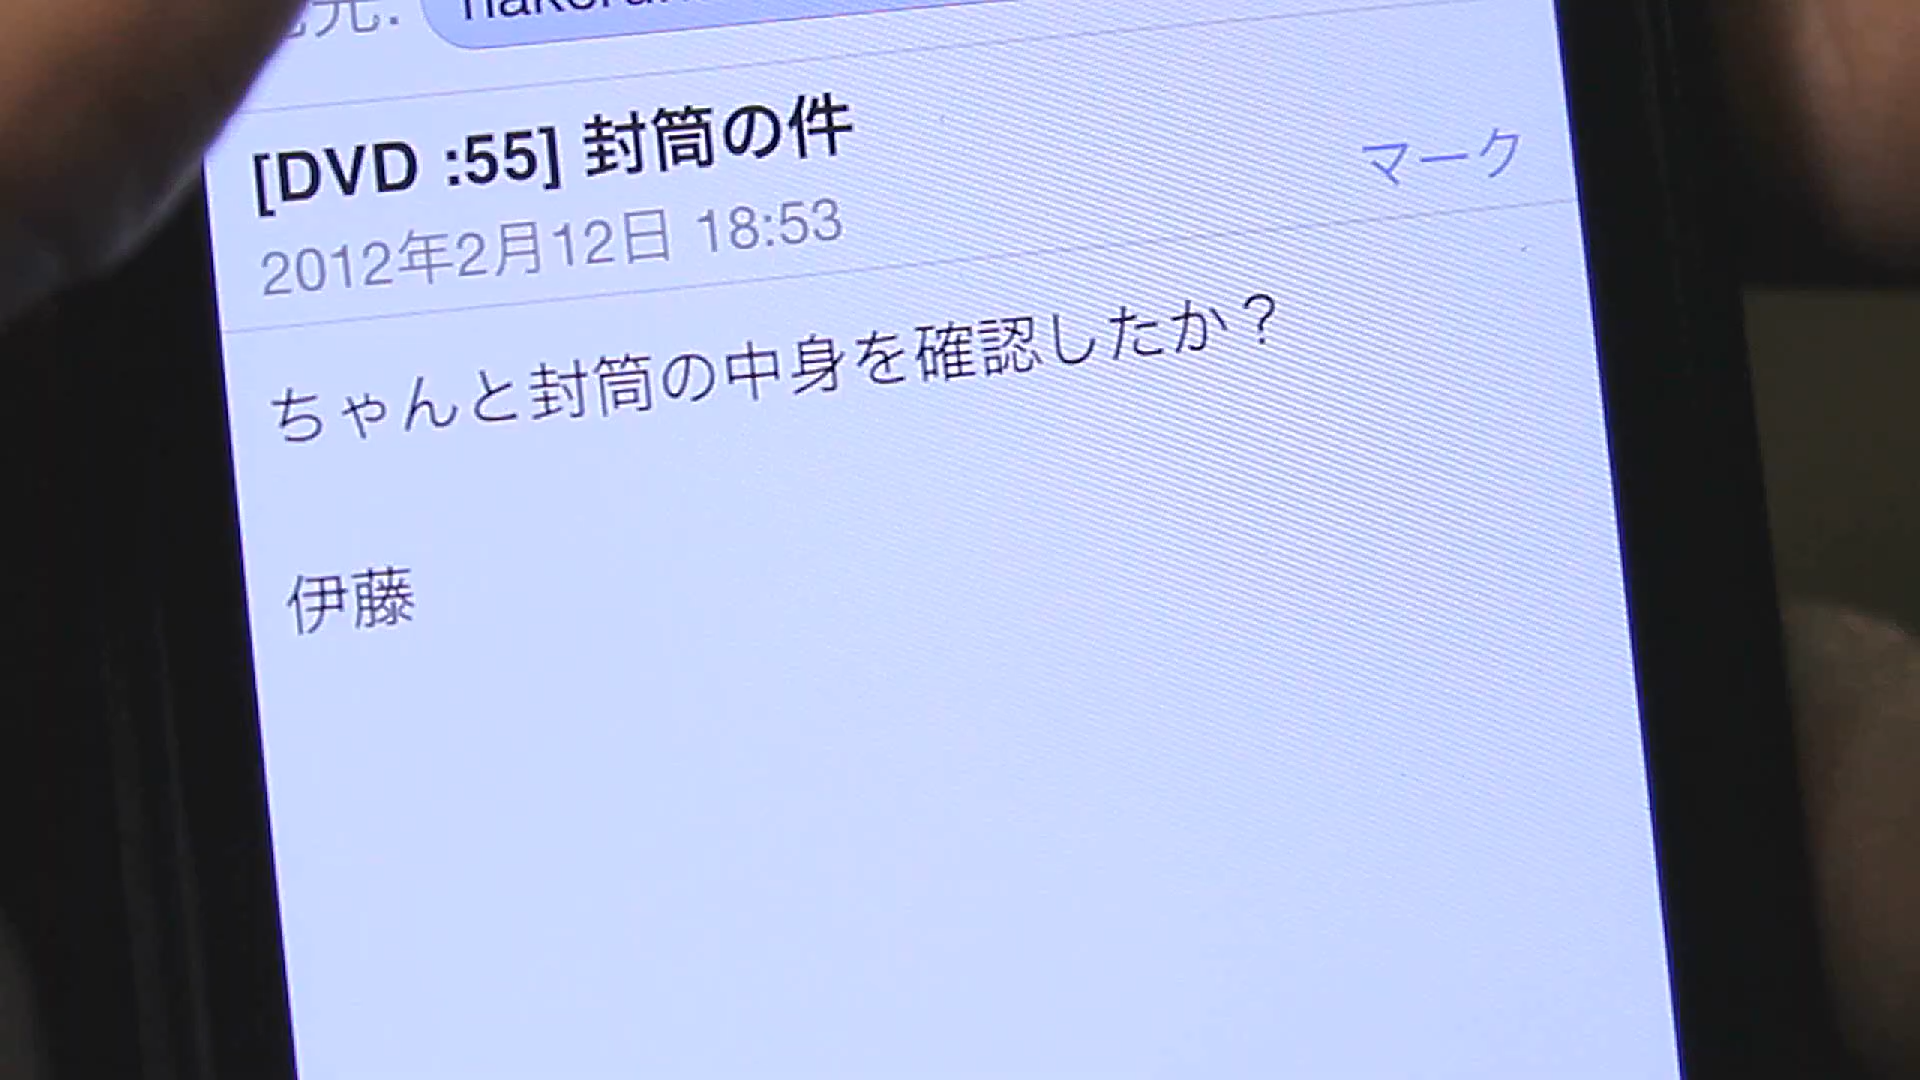 [DVD :55] 封筒の件
マーク
2012年2月12日 18:53
ちゃんと封筒の中身を確認したか？
伊藤